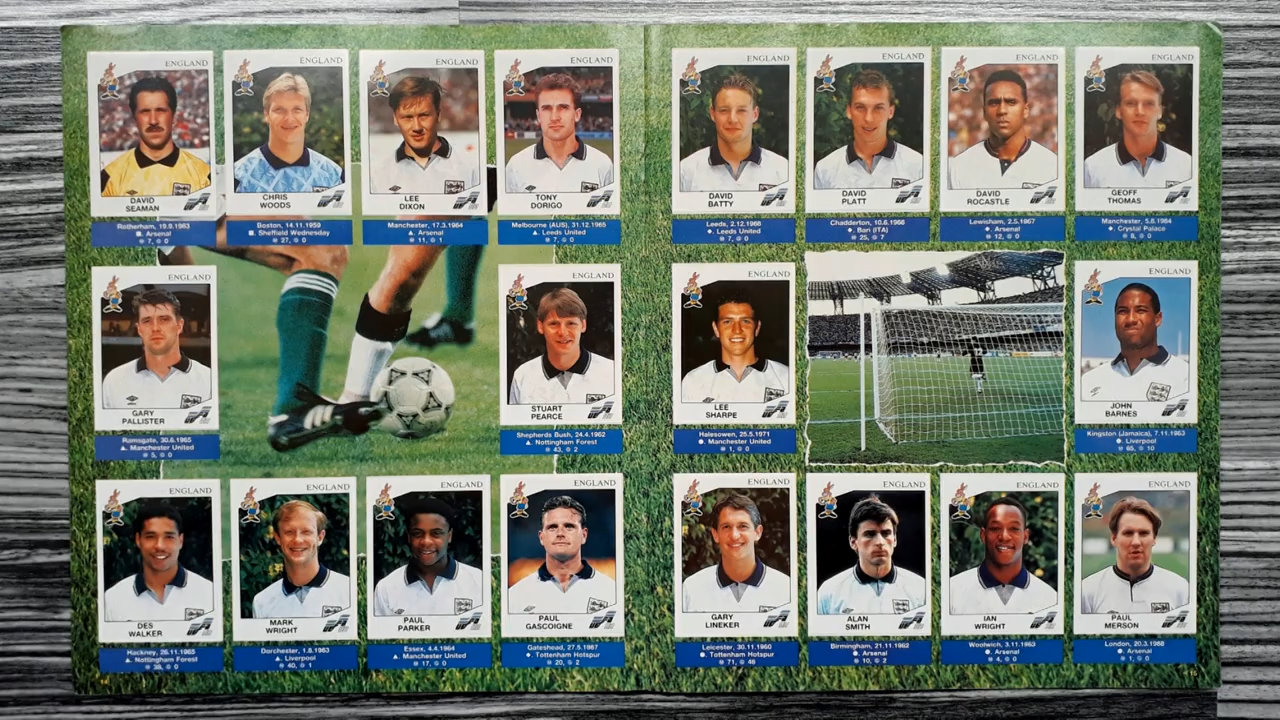 ENGLAND
DAVID
SEAMAN
Rotherham, 19.9.1963
Arsenal
7, 0
ENGLAND
CHRIS
WOODS
Boston, 14.11.1959
Sheffield Wednesday
27, 0
ENGLAND
LEE
DIXON
Manchester, 17.3.1964
Arsenal
11, 1
ENGLAND
TONY
DORIGO
Melbourne (AUS), 31.12.1965
Leeds United
7, 0
ENGLAND
DAVID
BATTY
Leeds, 2.12.1968
Leeds United
7, 0
ENGLAND
DAVID
PLATT
Chadderton, 10.6.1966
Bari (ITA)
25, 7
ENGLAND
DAVID
ROCASTLE
Lewisham, 2.5.1967
Arsenal
12, 0
ENGLAND
GEOFF
THOMAS
Manchester, 5.8.1964
Crystal Palace
8, 0
ENGLAND
GARY
PALLISTER
Ramsgate, 30.6.1965
Manchester United
5, 0
ENGLAND
STUART
PEARCE
Shepherds Bush, 24.4.1962
Nottingham Forest
43, 2
ENGLAND
LEE
SHARPE
Halesowen, 25.5.1971
Manchester United
1, 0
ENGLAND
JOHN
BARNES
Kingston (Jamaica), 7.11.1963
Liverpool
65, 10
ENGLAND
DES
WALKER
Hackney, 26.11.1965
Nottingham Forest
38, 0
ENGLAND
MARK
WRIGHT
Dorchester, 1.8.1963
Liverpool
40, 1
ENGLAND
PAUL
PARKER
Essex, 4.4.1964
Manchester United
17, 0
ENGLAND
PAUL
GASCOIGNE
Gateshead, 27.5.1967
Tottenham Hotspur
20, 2
ENGLAND
GARY
LINEKER
Leicester, 30.11.1960
Tottenham Hotspur
71, 46
ENGLAND
ALAN
SMITH
Birmingham, 21.11.1962
Arsenal
10, 2
ENGLAND
IAN
WRIGHT
Woolwich, 3.11.1963
Arsenal
4, 0
ENGLAND
PAUL
MERSON
London, 20.3.1968
Arsenal
1, 0